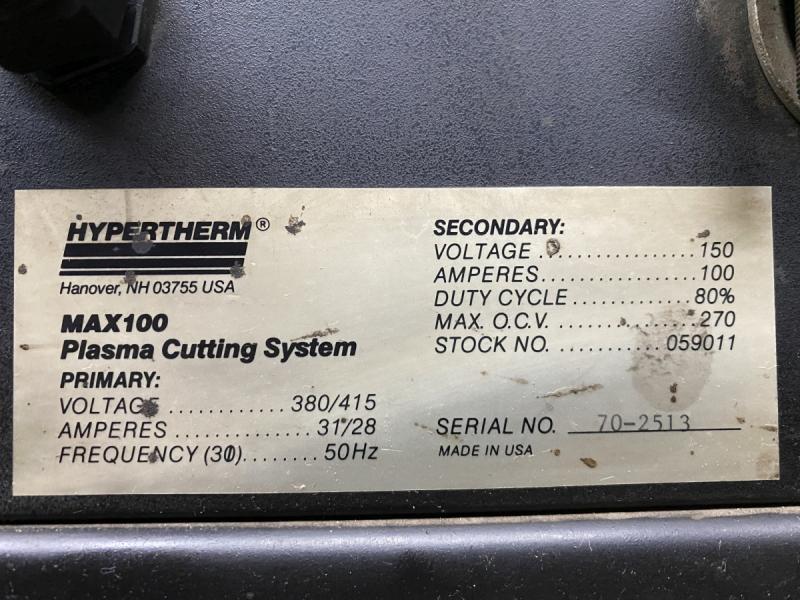 HYPERTHERM®
Hanover, NH 03755 USA
MAX100
Plasma Cutting System
PRIMARY:
VOLTAGE ............ 380/415
AMPERES .............. 31/28
FREQUENCY (3Φ)....... 50Hz
SECONDARY:
VOLTAGE ................. 150
AMPERES................. 100
DUTY CYCLE............. 80%
MAX. O.C.V. ............. 270
STOCK NO. .......... 059011
SERIAL NO. 70-2513
MADE IN USA